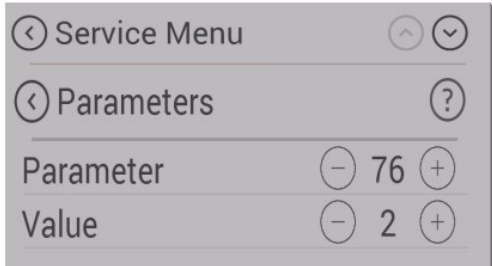 Service Menu
Parameters ?
Parameter - 76 +
Value - 2 +